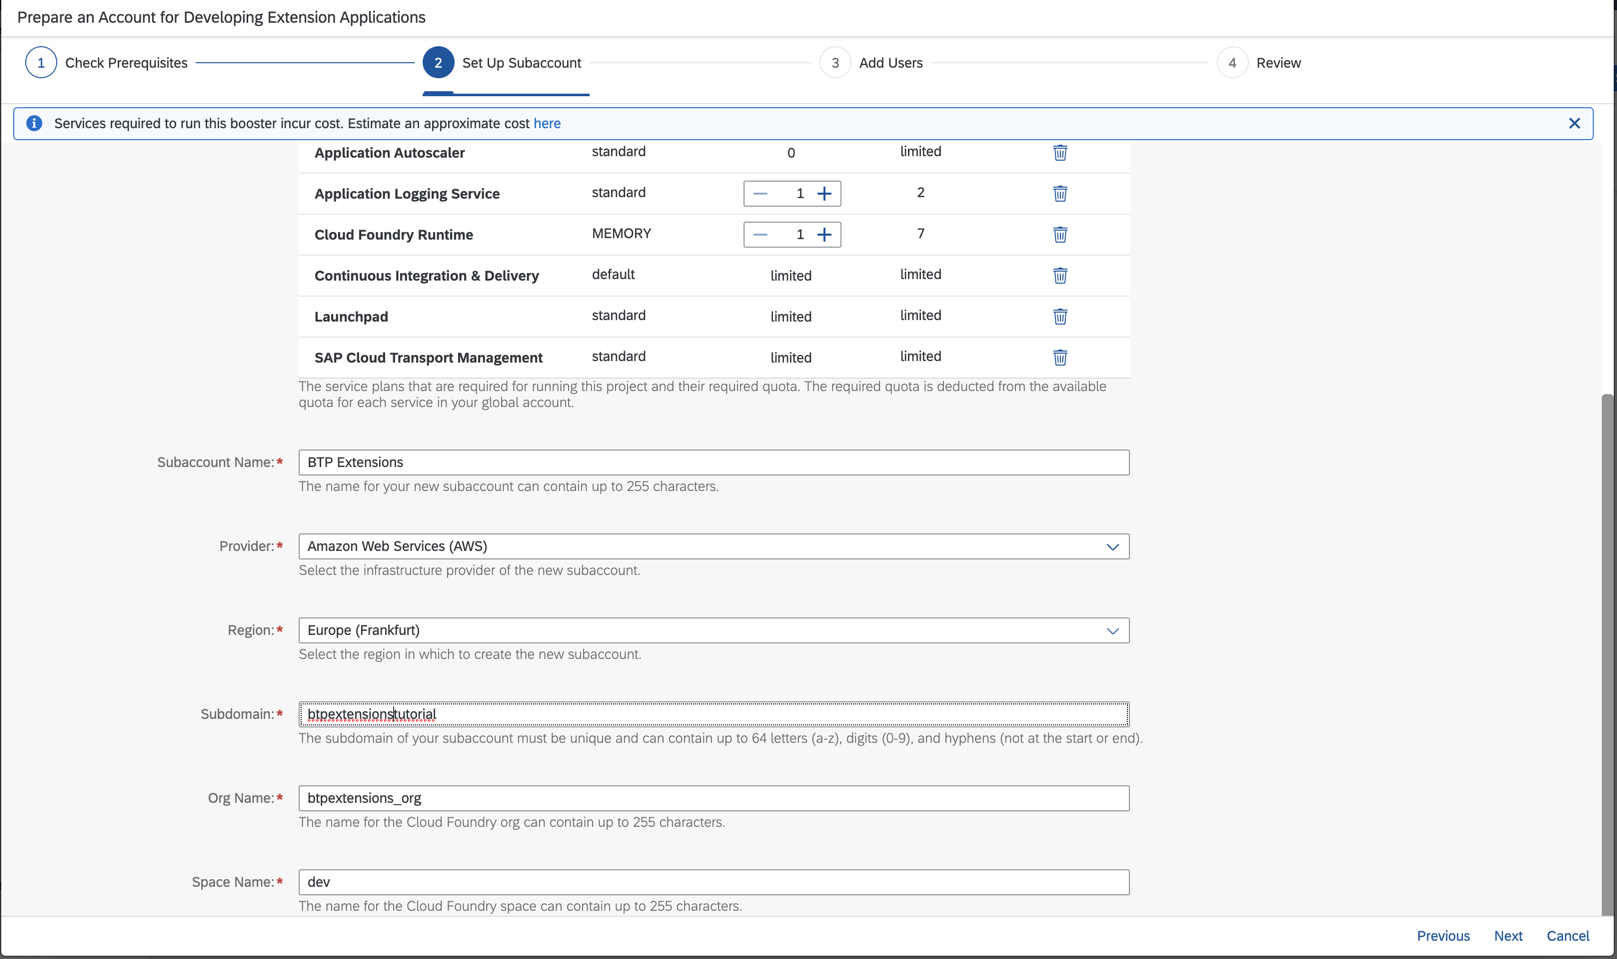 Prepare an Account for Developing Extension Applications
1 Check Prerequisites 2 Set Up Subaccount 3 Add Users 4 Review
Services required to run this booster incur cost. Estimate an approximate cost here
Application Autoscaler standard 0 limited
Application Logging Service standard 1 2
Cloud Foundry Runtime MEMORY 1 7
Continuous Integration & Delivery default limited limited
Launchpad standard limited limited
SAP Cloud Transport Management standard limited limited
The service plans that are required for running this project and their required quota. The required quota is deducted from the available
quota for each service in your global account.
Subaccount Name:* BTP Extensions
The name for your new subaccount can contain up to 255 characters.
Provider:* Amazon Web Services (AWS)
Select the infrastructure provider of the new subaccount.
Region:* Europe (Frankfurt)
Select the region in which to create the new subaccount.
Subdomain:* btpextensionstutorial
The subdomain of your subaccount must be unique and can contain up to 64 letters (a-z), digits (0-9), and hyphens (not at the start or end).
Org Name:* btpextensions_org
The name for the Cloud Foundry org can contain up to 255 characters.
Space Name:* dev
The name for the Cloud Foundry space can contain up to 255 characters.
Previous Next Cancel